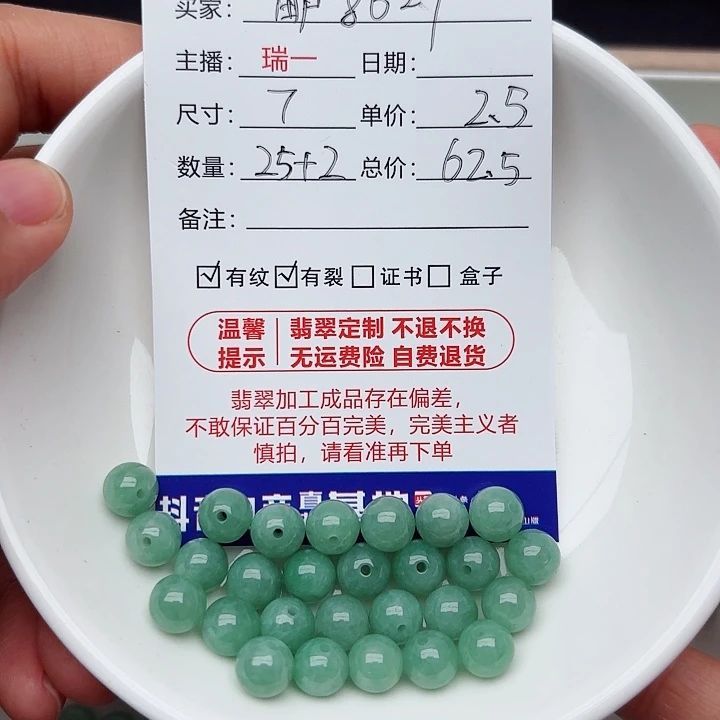 买家: 8629
主播: 瑞一 日期:
尺寸: 7 单价: 2.5
数量: 25+2 总价: 62.5
备注:
☑有纹☑有裂☐证书☐盒子
温馨提示 翡翠定制 不退不换
无运费险 自费退货
翡翠加工成品存在偏差，
不敢保证百分百完美，完美主义者
慎拍，请看准再下单